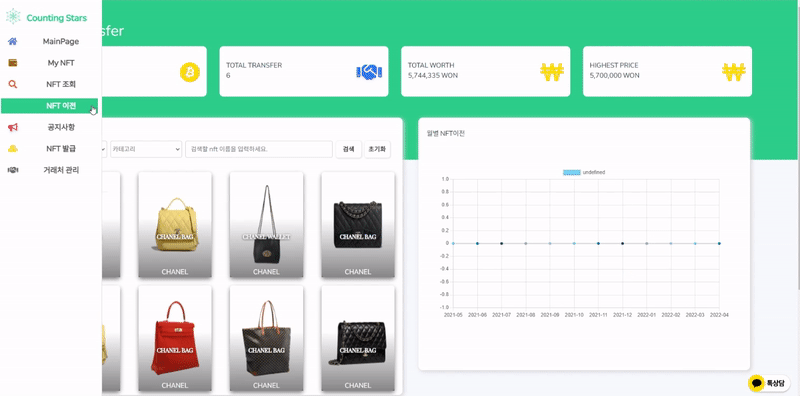 Counting Stars
MainPage
My NFT
NFT 조회
NFT 이전
공지사항
NFT 발급
거래처 관리
nsfer
TOTAL TRANSFER
6
TOTAL WORTH
5,744,335 WON
HIGHEST PRICE
5,700,000 WON
카테고리
검색할 nft 이름을 입력하세요.
검색
초기화
CHANEL BAG
CHANEL
CHANEL WALLET
CHANEL
CHANEL BAG
CHANEL
CHANEL BAG
CHANEL
CHANEL BAG
CHANEL
CHANEL BAG
CHANEL
월별 NFT이전
undefined
1.0
0.8
0.6
0.4
0.2
0
-0.2
-0.4
-0.6
-0.8
-1.0
2021-05
2021-06
2021-07
2021-08
2021-09
2021-10
2021-11
2021-12
2022-01
2022-02
2022-03
2022-04
톡상담